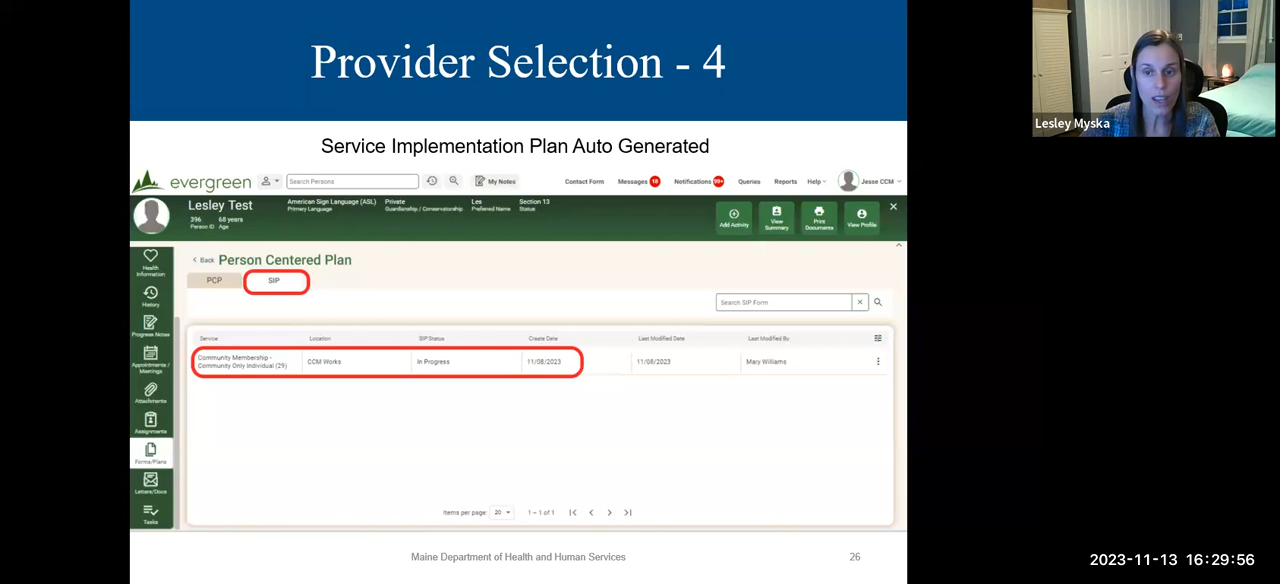 Provider Selection - 4
Service Implementation Plan Auto Generated
evergreen
Search Persons
My Notes
Contact Form
Messages 18
Notifications 99+
Queries
Reports
Help
Jesse CCM
Lesley Test
396
Person ID
68 years
Age
American Sign Language (ASL)
Primary Language
Private
Guardianship / Conservatorship
Les
Preferred Name
Section 13
Status
Add Activity
View Summary
Print Documents
View Profile
Health Information
History
Progress Notes
Appointments / Meetings
Attachments
Assignments
Forms/Plans
Letters/Docs
Tasks
Back Person Centered Plan
PCP SIP
Search SIP Form
Service Location SIP Status Create Date Last Modified Date Last Modified By
Community Membership -
Community Only Individual (29) CCM Works In Progress 11/08/2023 11/08/2023 Mary Williams
Items per page: 20 1 – 1 of 1
Maine Department of Health and Human Services
26
Lesley Myska
2023-11-13 16:29:56